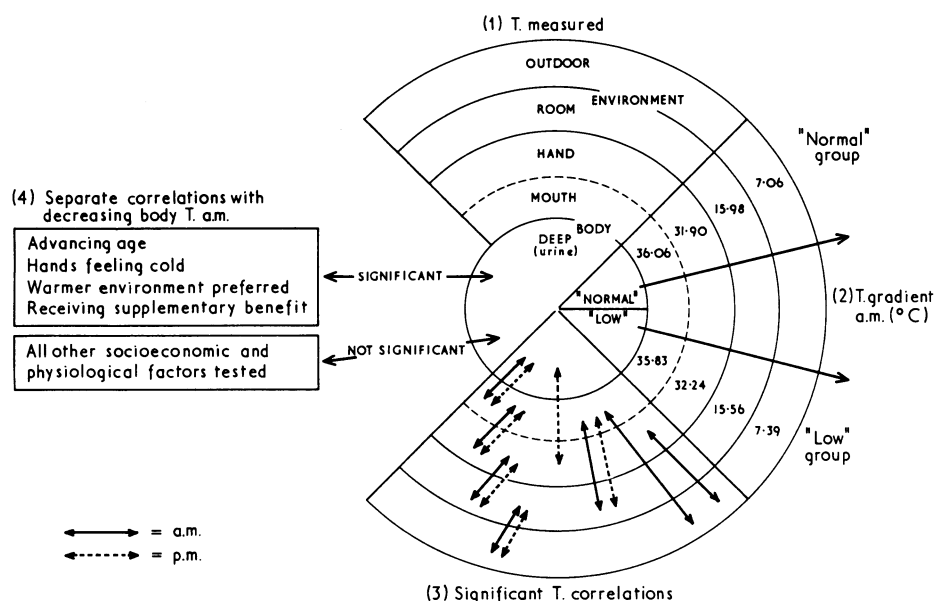 (1) T. measured
OUTDOOR
ENVIRONMENT
ROOM
HAND
MOUTH
BODY
DEEP
(urine)
"Normal"
group
7·06
15·98
31·90
36·06
"NORMAL"
"LOW"
(2) T. gradient
a.m. (°C)
35·83
32·24
15·56
7·39
"Low"
group
(4) Separate correlations with
decreasing body T. a.m.
Advancing age
Hands feeling cold
Warmer environment preferred
Receiving supplementary benefit
SIGNIFICANT
All other socioeconomic and
physiological factors tested
NOT SIGNIFICANT
= a.m.
= p.m.
(3) Significant T. correlations